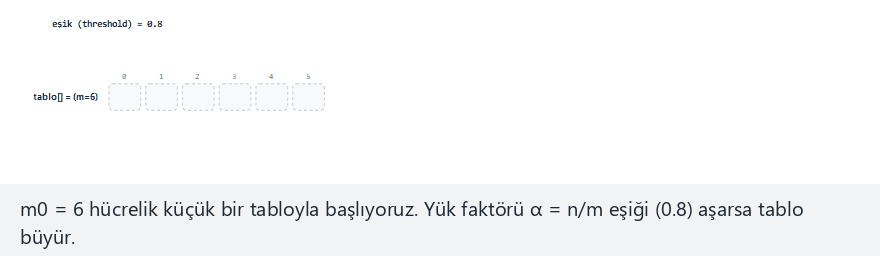 eşik (threshold) = 0.8
0 1 2 3 4 5
tablo[] = (m=6)
m0 = 6 hücrelik küçük bir tabloyla başlıyoruz. Yük faktörü α = n/m eşiği (0.8) aşarsa tablo
büyür.